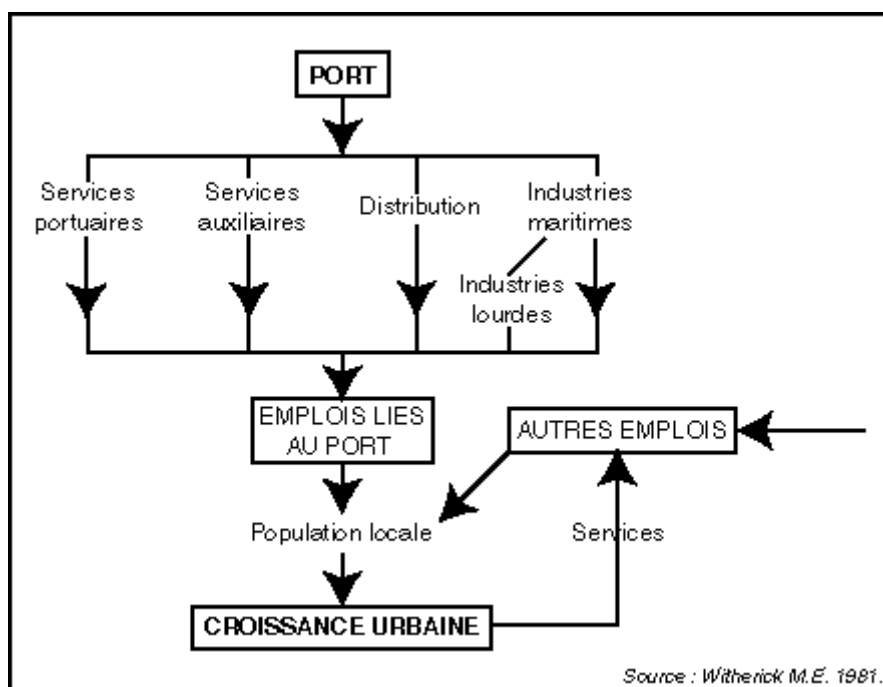 PORT
Services
portuaires
Services
auxiliaires
Distribution
Industries
maritimes
Industries
lourdes
EMPLOIS LIES
AU PORT
AUTRES EMPLOIS
Population locale
Services
CROISSANCE URBAINE
Source : Witherick M.E. 1981.